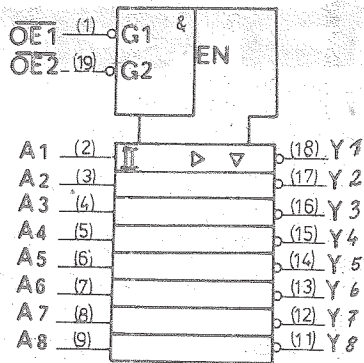 OE1 (1) G1 & EN
OE2 (19) G2
A1 (2) (18) Y1
A2 (3) (17) Y2
A3 (4) (16) Y3
A4 (5) (15) Y4
A5 (6) (14) Y5
A6 (7) (13) Y6
A7 (8) (12) Y7
A8 (9) (11) Y8